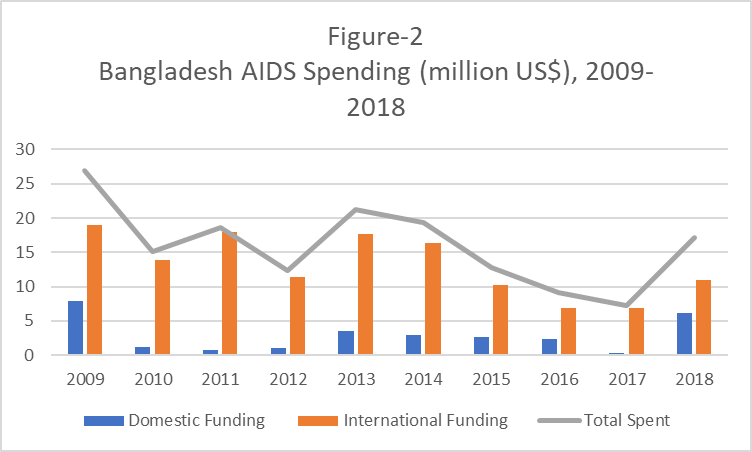 Figure-2
Bangladesh AIDS Spending (million US$), 2009-
2018
30
25
20
15
10
5
0
2009 2010 2011 2012 2013 2014 2015 2016 2017 2018
Domestic Funding International Funding Total Spent